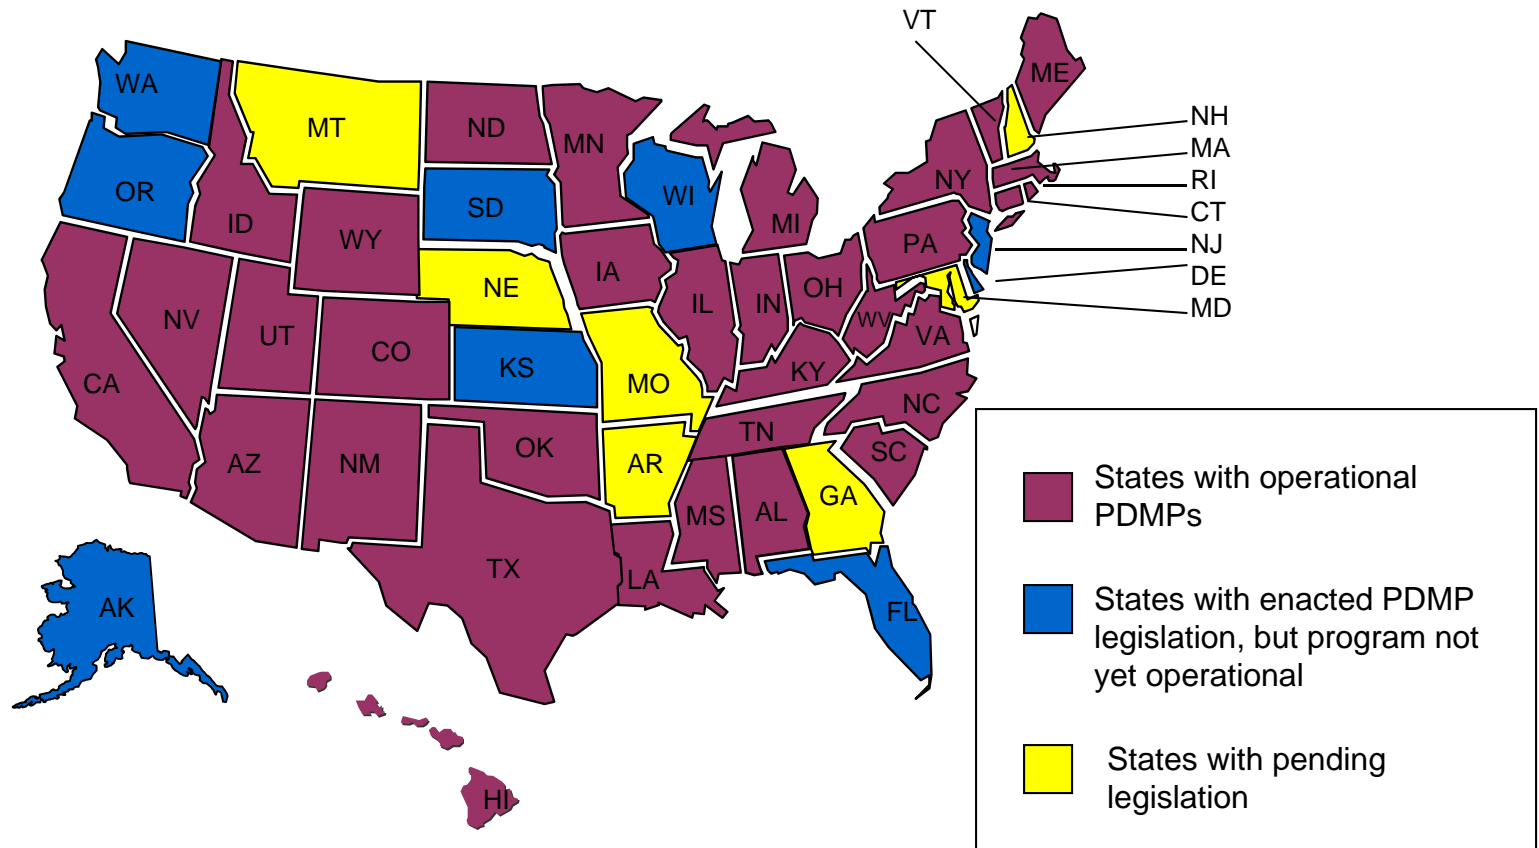 VT
ME
WA
MT
ND
MN
NH
MA
OR
ID
SD
WI
NY
RI
CT
WY
MI
PA
NJ
IA
DE
NE
OH
MD
NV
IL
IN
WV
UT
CO
VA
KS
KY
CA
MO
NC
TN
OK
SC
AZ
NM
AR
GA
MS
AL
TX
LA
AK
FL
HI
States with operational
PDMPs
States with enacted PDMP
legislation, but program not
yet operational
States with pending
legislation